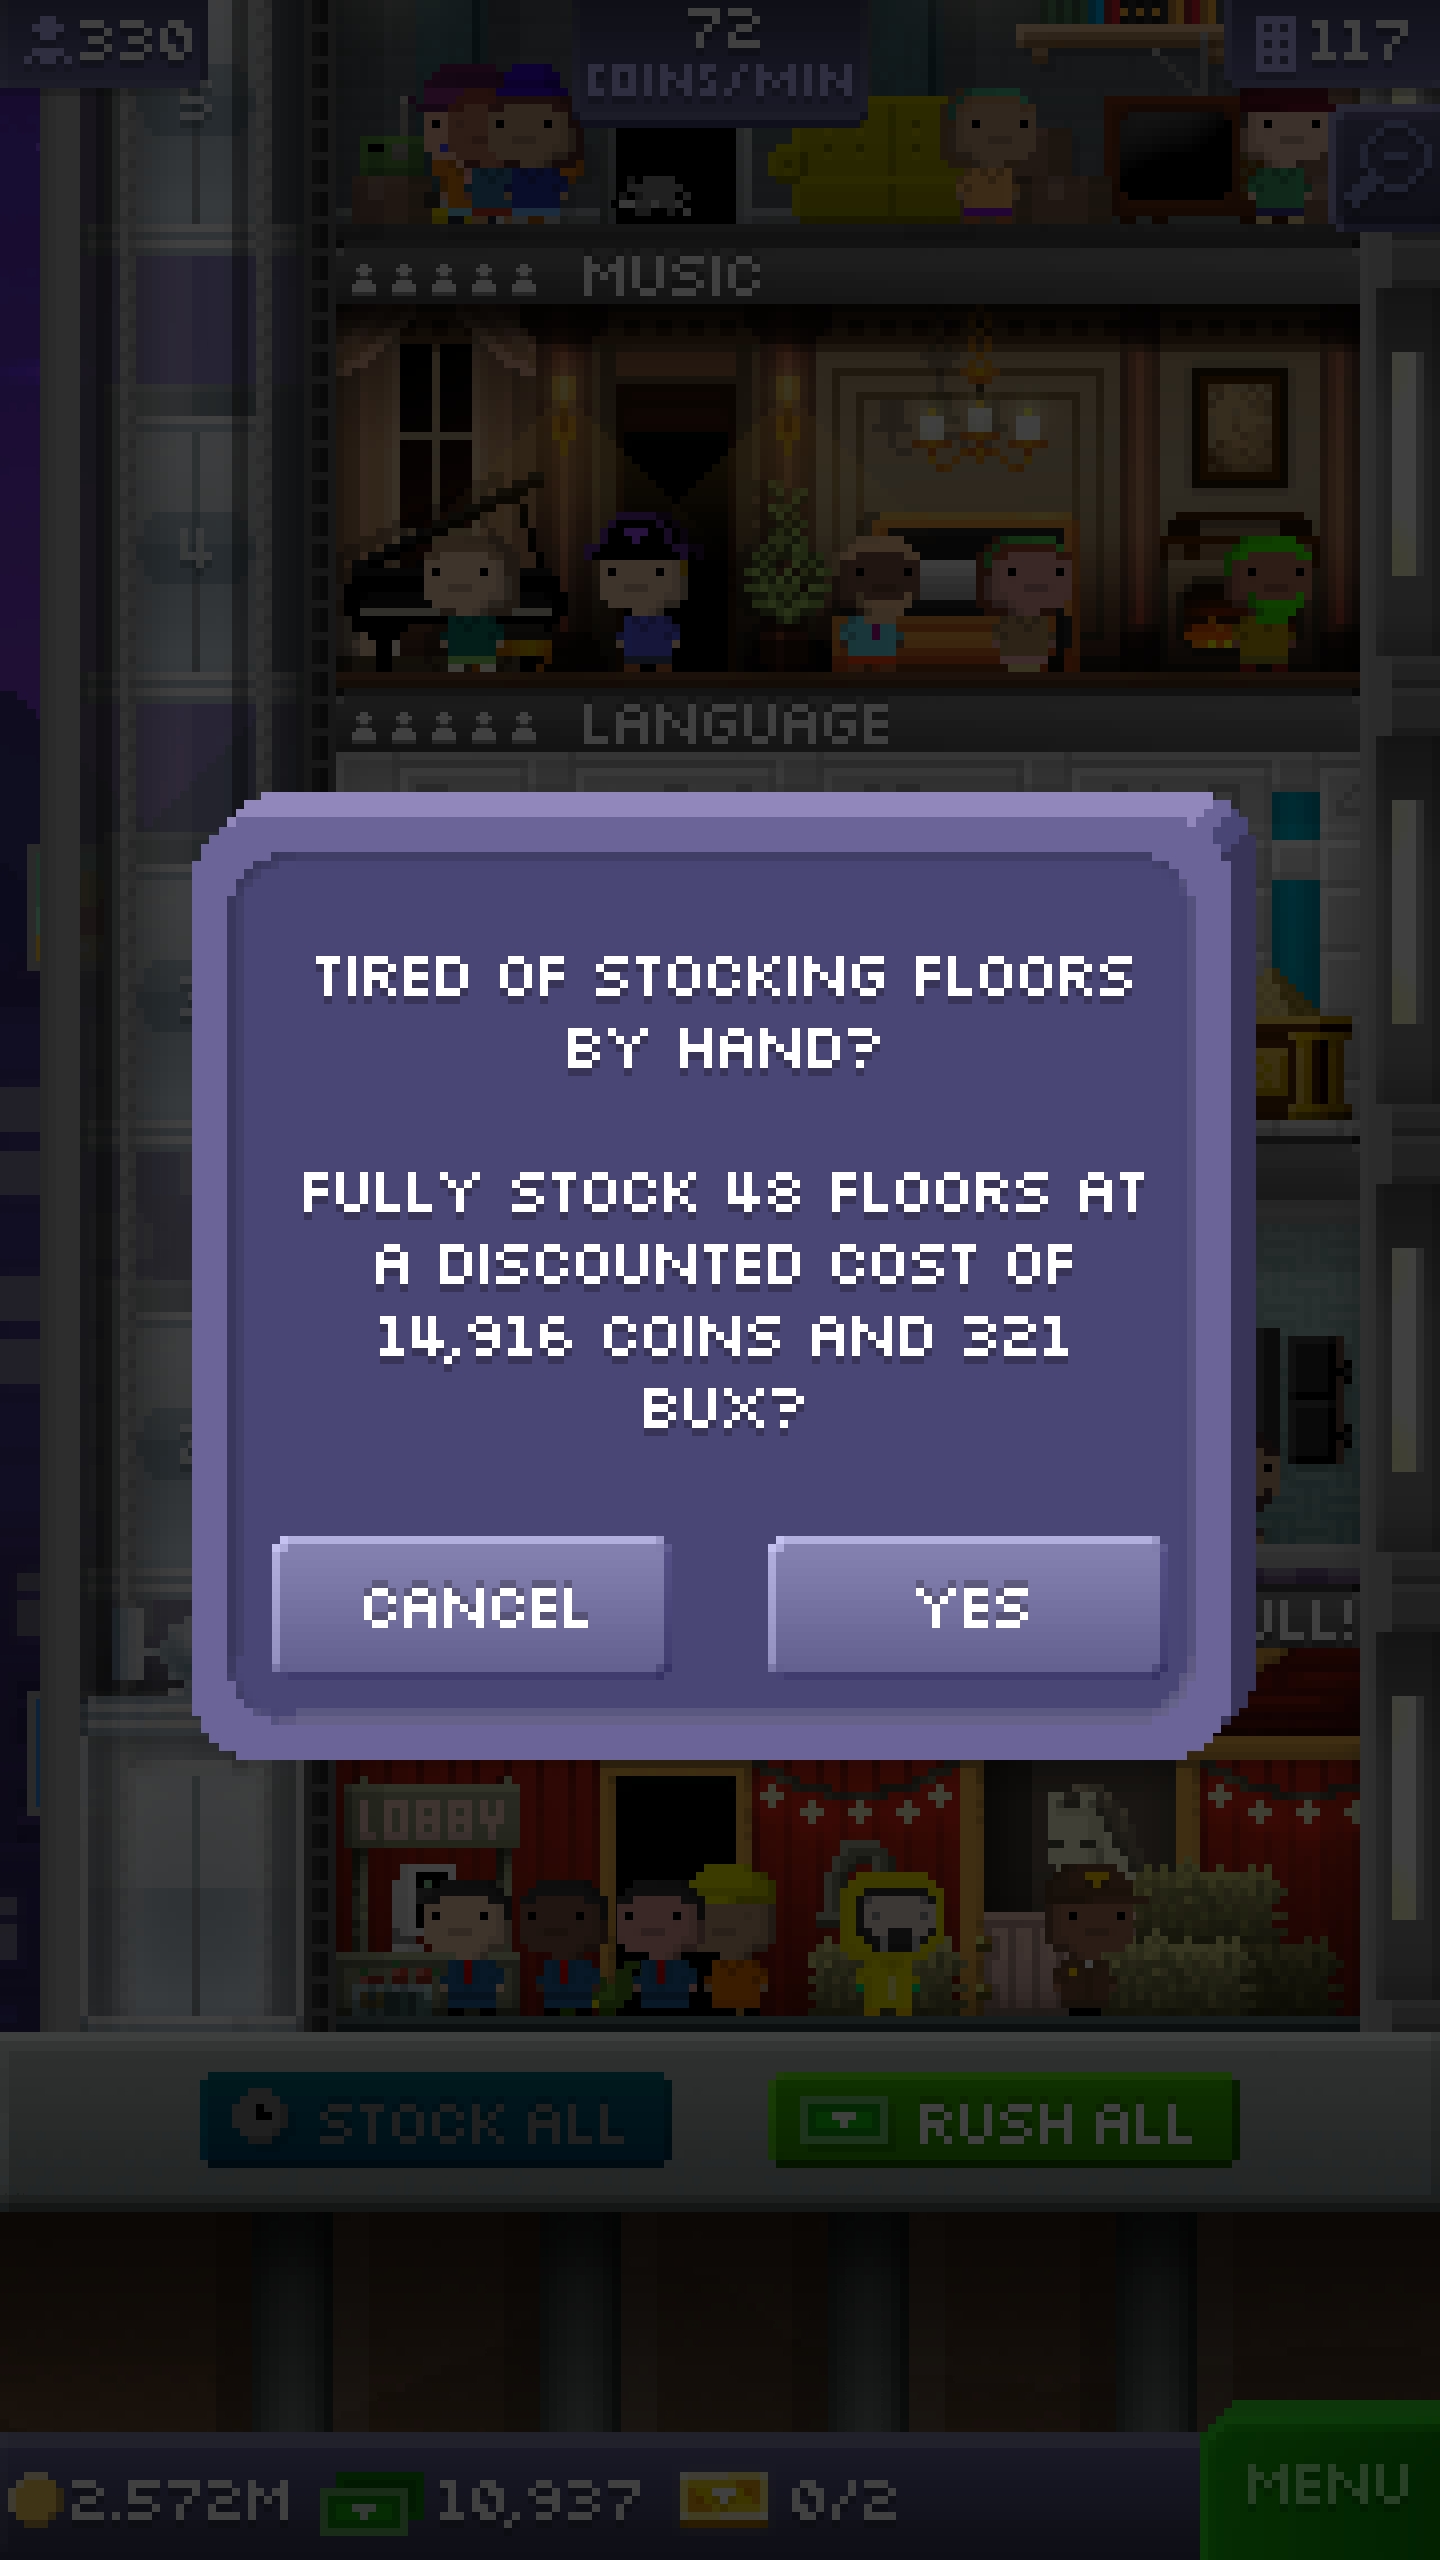 330
72
COINS/MIN
117
5
MUSIC
4
LANGUAGE
TIRED OF STOCKING FLOORS
BY HAND?
FULLY STOCK 48 FLOORS AT
A DISCOUNTED COST OF
14,916 COINS AND 321
BUX?
CANCEL
YES
LOBBY
STOCK ALL
RUSH ALL
2.572M
10,937
0/2
MENU